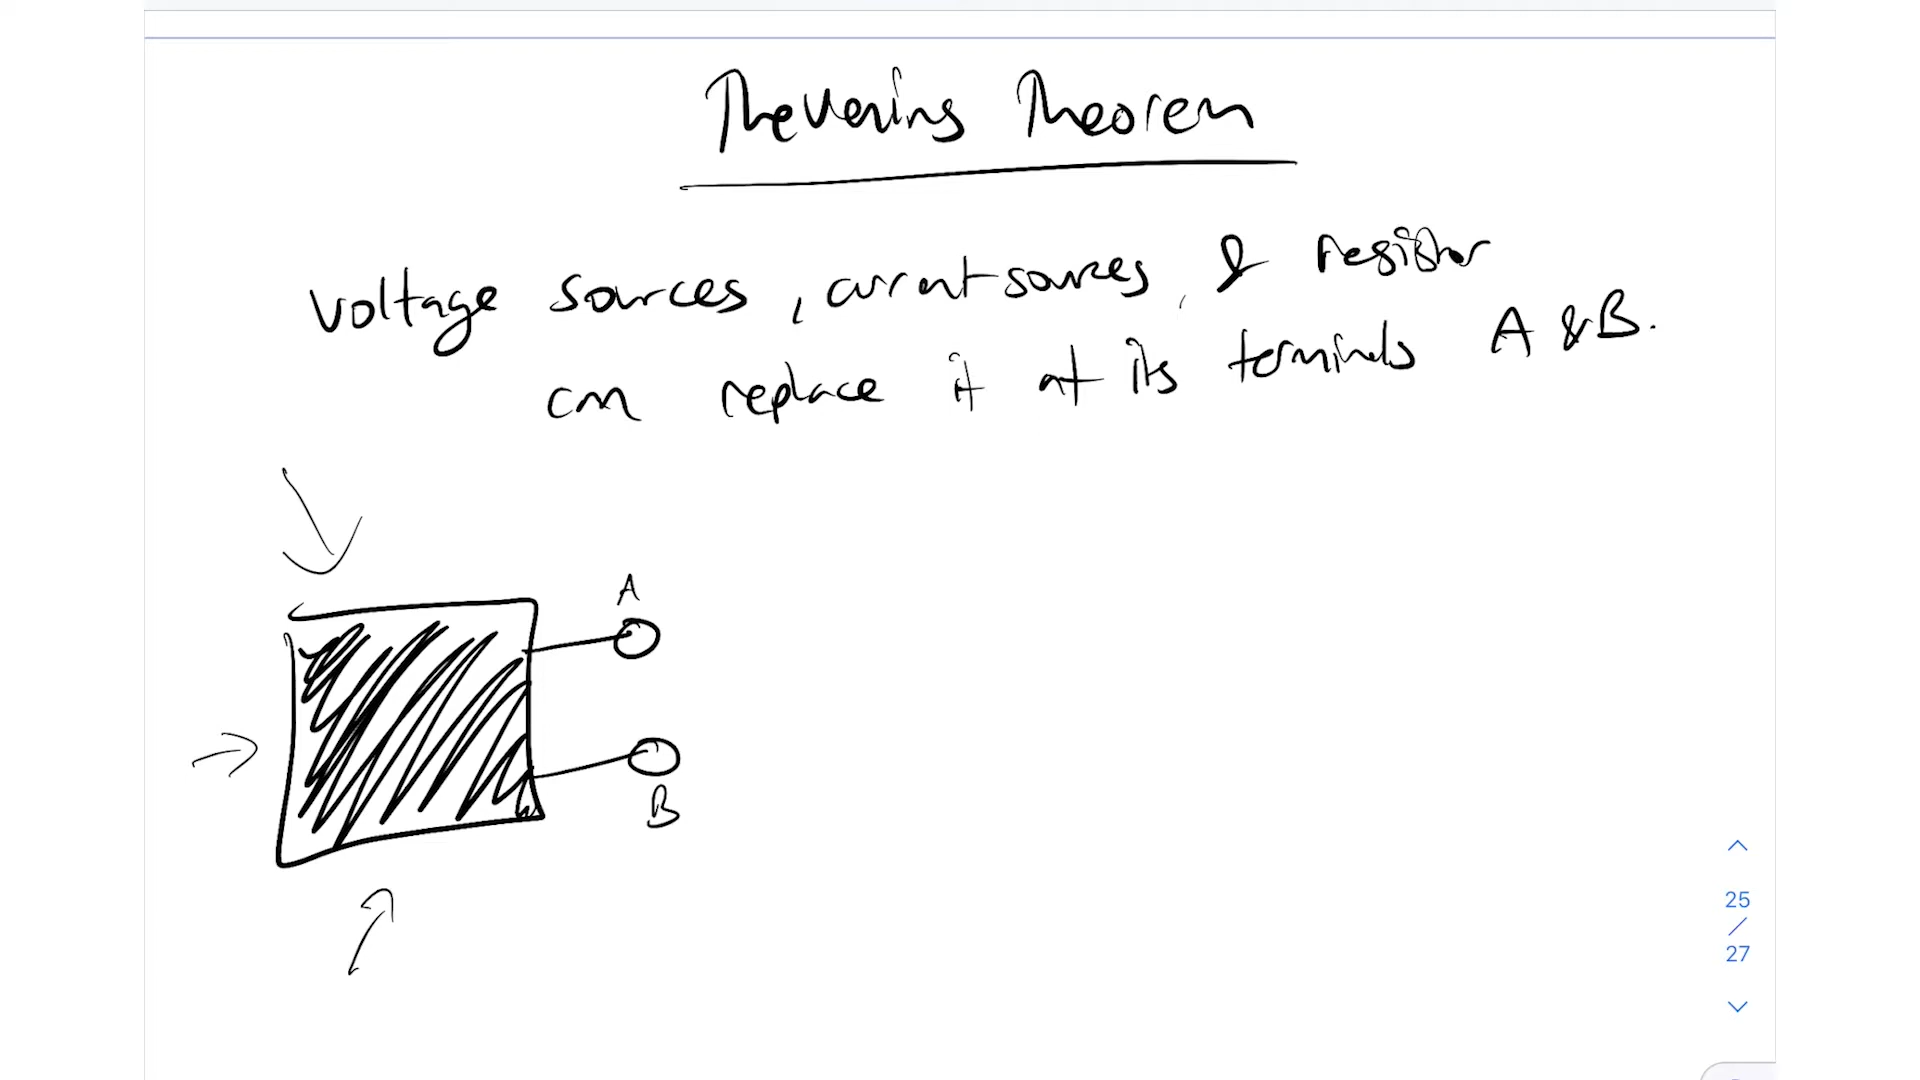 Thevenins Theorem
Voltage sources, current sources, & resistor
can replace it at its terminals A & B.
A
B
25
/
27